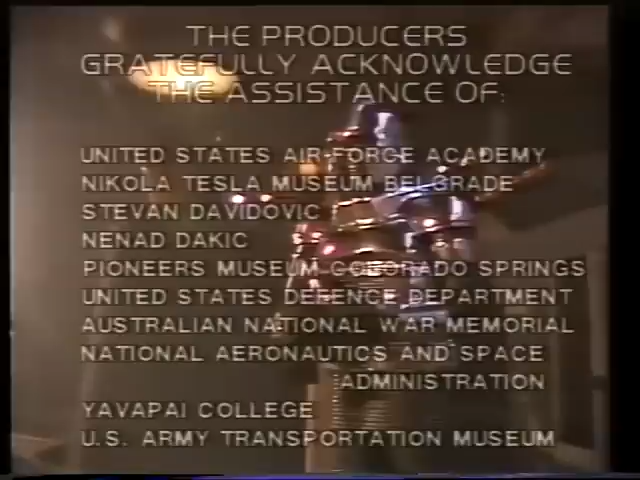 THE PRODUCERS
GRATEFULLY ACKNOWLEDGE
THE ASSISTANCE OF:
UNITED STATES AIR FORCE ACADEMY
NIKOLA TESLA MUSEUM BELGRADE
STEVAN DAVIDOVIC
NENAD DAKIC
PIONEERS MUSEUM COLORADO SPRINGS
UNITED STATES DEFENCE DEPARTMENT
AUSTRALIAN NATIONAL WAR MEMORIAL
NATIONAL AERONAUTICS AND SPACE
ADMINISTRATION
YAVAPAI COLLEGE
U.S. ARMY TRANSPORTATION MUSEUM